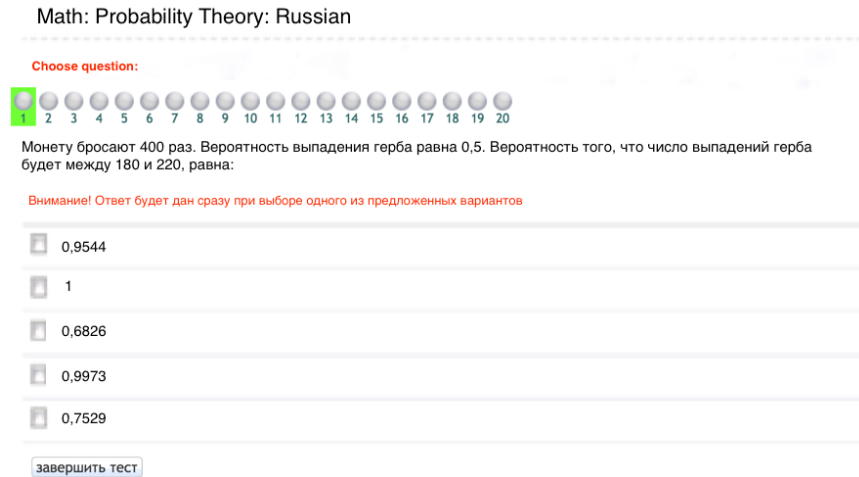 Math: Probability Theory: Russian
Choose question:
1 2 3 4 5 6 7 8 9 10 11 12 13 14 15 16 17 18 19 20
Монету бросают 400 раз. Вероятность выпадения герба равна 0,5. Вероятность того, что число выпадений герба
будет между 180 и 220, равна:
Внимание! Ответ будет дан сразу при выборе одного из предложенных вариантов
0,9544
1
0,6826
0,9973
0,7529
завершить тест